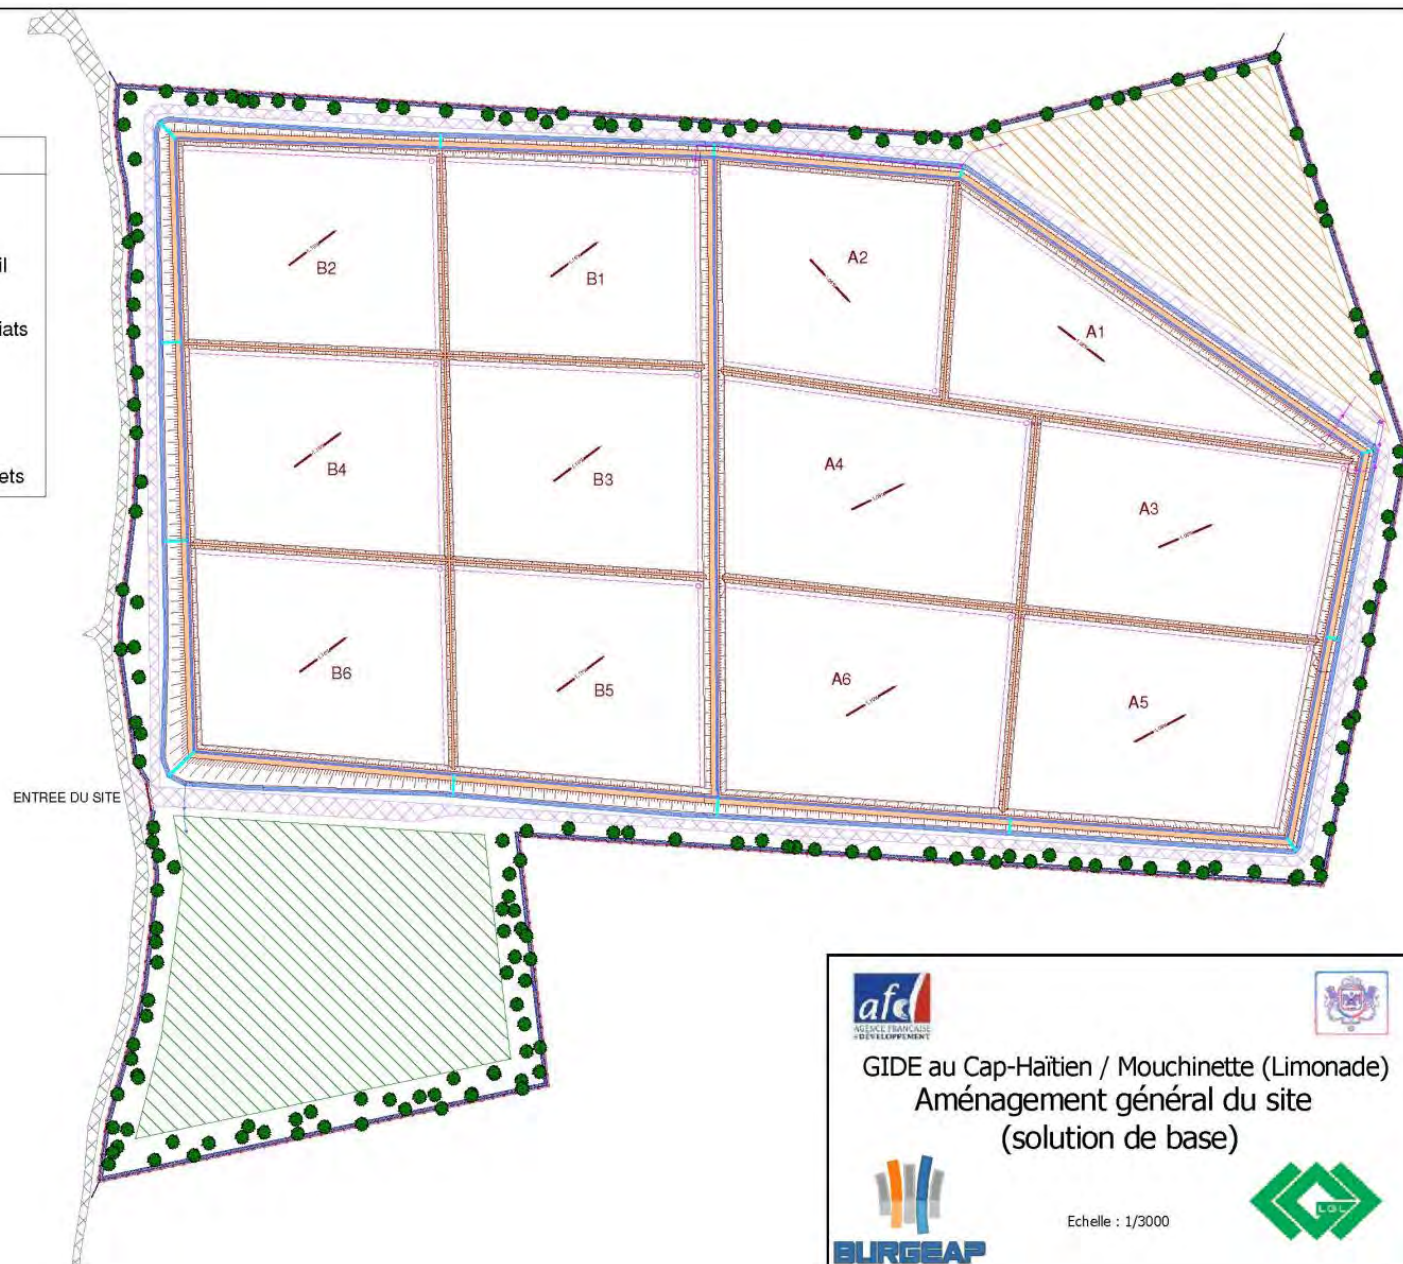 il
iats
ets
B2
B1
A2
A1
B4
B3
A4
A3
B6
B5
A6
A5
ENTREE DU SITE
afd
AGENCE FRANÇAISE
DEVELOPPEMENT
GIDE au Cap-Haïtien / Mouchinette (Limonade)
Aménagement général du site
(solution de base)
LGL
Echelle : 1/3000
BURGEAP